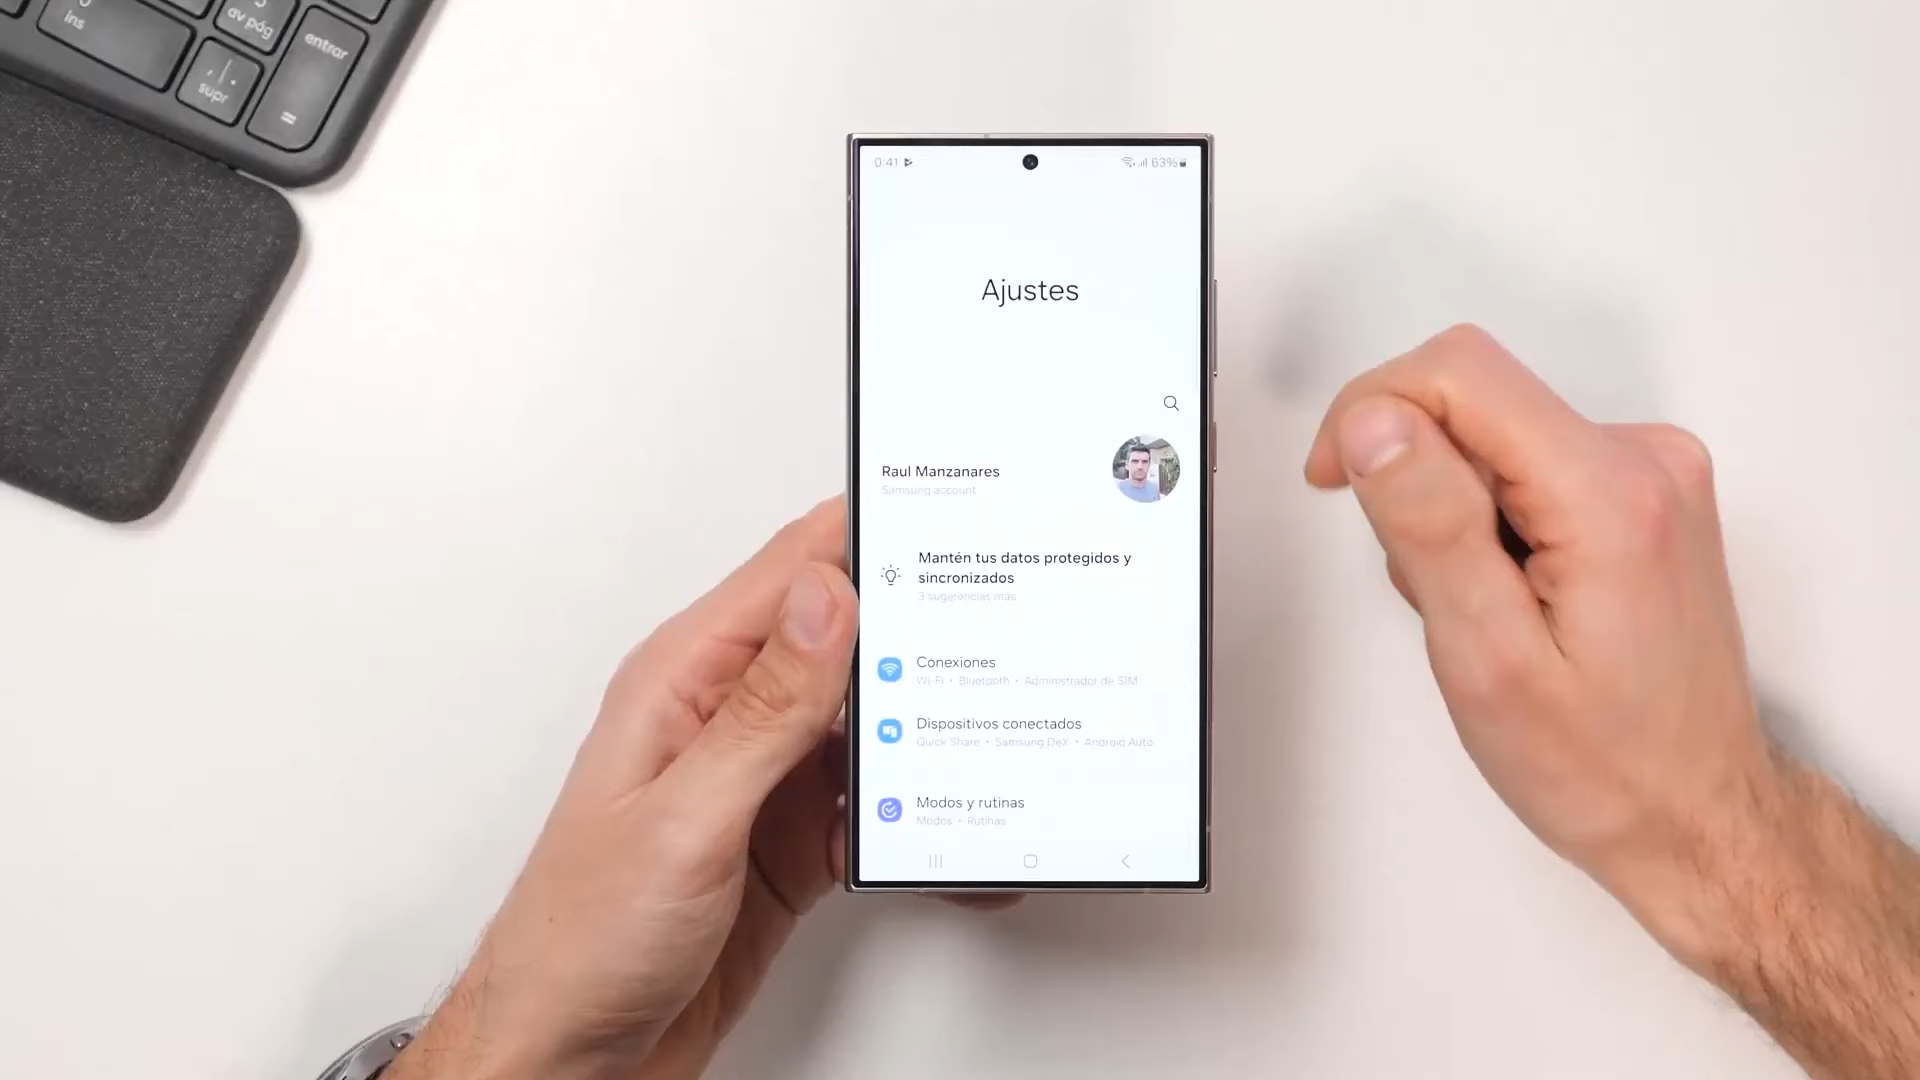 ins
av pág
entrar
supr
=
0:41
63%
Ajustes
Raul Manzanares
Samsung account
Mantén tus datos protegidos y
sincronizados
3 sugerencias más
Conexiones
Wi-Fi • Bluetooth • Administrador de SIM
Dispositivos conectados
Quick Share • Samsung DeX • Android Auto
Modos y rutinas
Modos • Rutinas